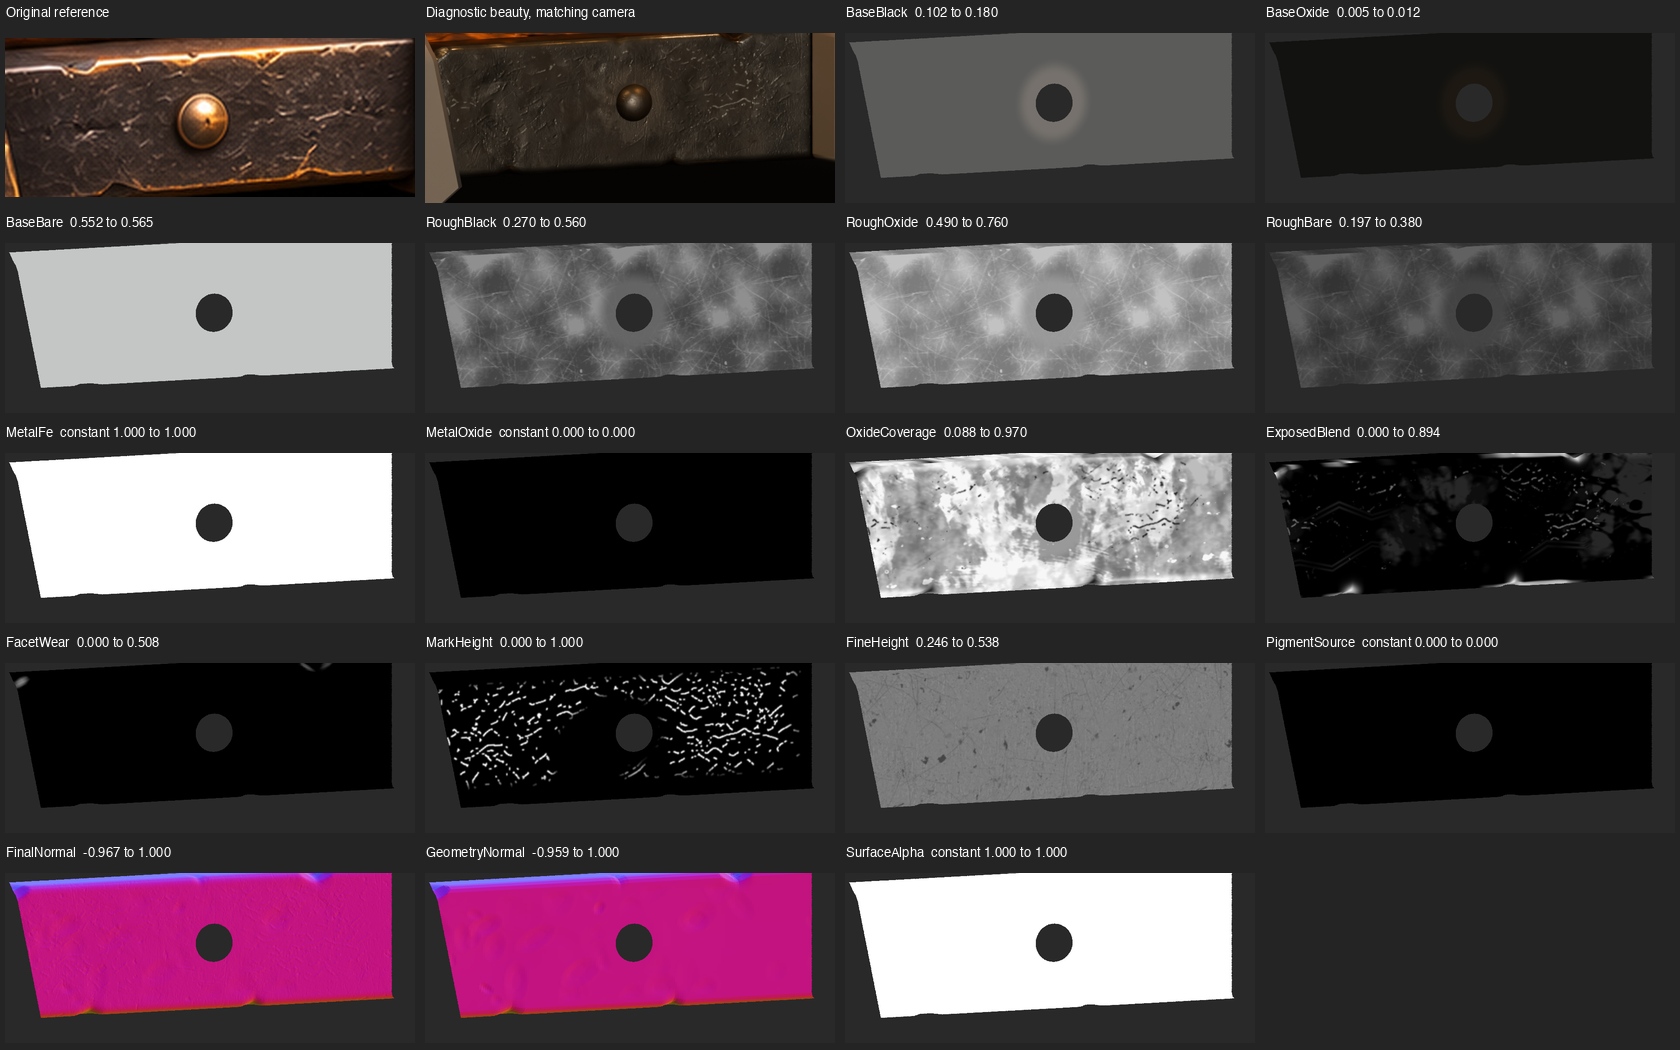 Original reference
Diagnostic beauty, matching camera
BaseBlack 0.102 to 0.180
BaseOxide 0.005 to 0.012
BaseBare 0.552 to 0.565
RoughBlack 0.270 to 0.560
RoughOxide 0.490 to 0.760
RoughBare 0.197 to 0.380
MetalFe constant 1.000 to 1.000
MetalOxide constant 0.000 to 0.000
OxideCoverage 0.088 to 0.970
ExposedBlend 0.000 to 0.894
FacetWear 0.000 to 0.508
MarkHeight 0.000 to 1.000
FineHeight 0.246 to 0.538
PigmentSource constant 0.000 to 0.000
FinalNormal -0.967 to 1.000
GeometryNormal -0.959 to 1.000
SurfaceAlpha constant 1.000 to 1.000